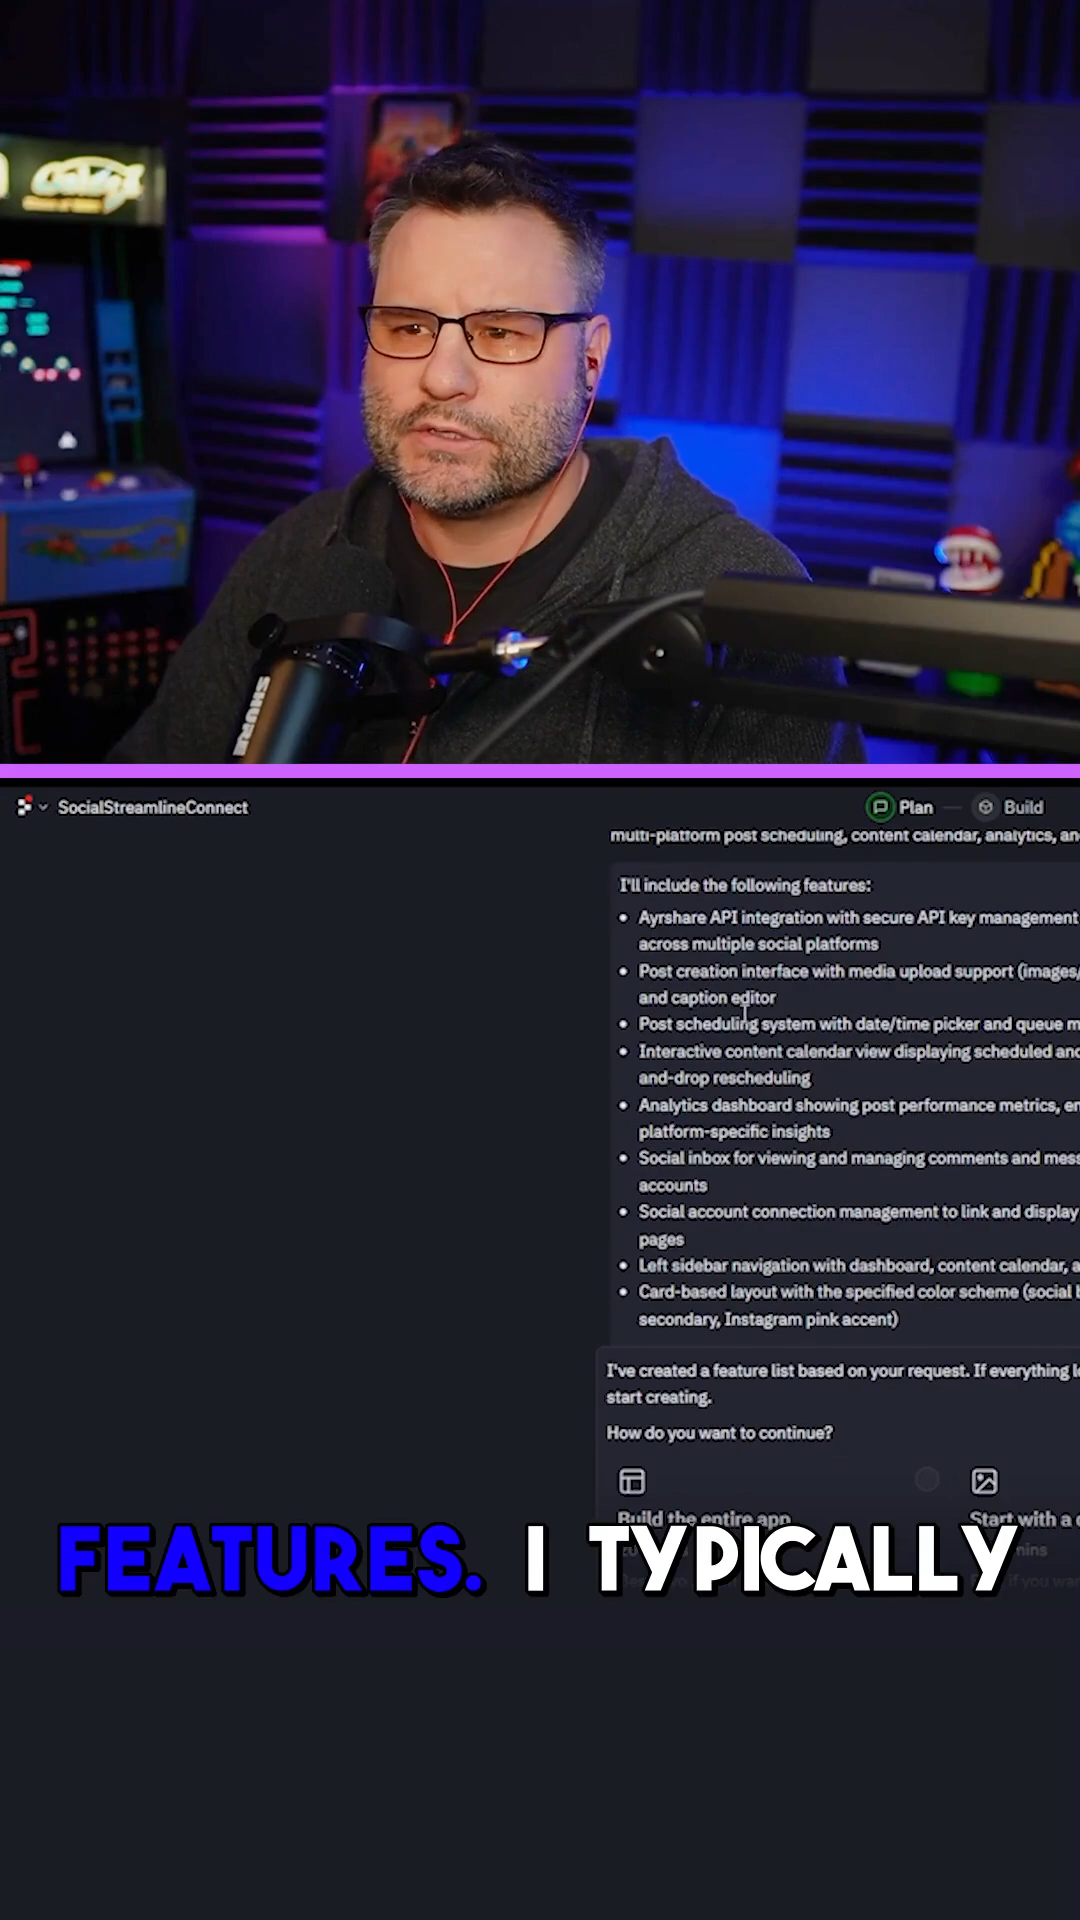 SHURE
SocialStreamlineConnect
Plan
Build
multi-platform post scheduling, content calendar, analytics,
I'll include the following features:
Ayrshare API integration with secure API key management
across multiple social platforms
Post creation interface with media upload support (images/
and caption editor
Post scheduling system with date/time picker and queue
Interactive content calendar view displaying scheduled
and-drop rescheduling
Analytics dashboard showing post performance metrics,
platform-specific insights
Social inbox for viewing and managing comments and
accounts
Social account connection management to link and display
pages
Left sidebar navigation with dashboard, content calendar,
Card-based layout with the specified color scheme (social
secondary, Instagram pink accent)
I've created a feature list based on your request. If everything
start creating.
How do you want to continue?
Build the entire app
Start with a
FEATURES. I TYPICALLY